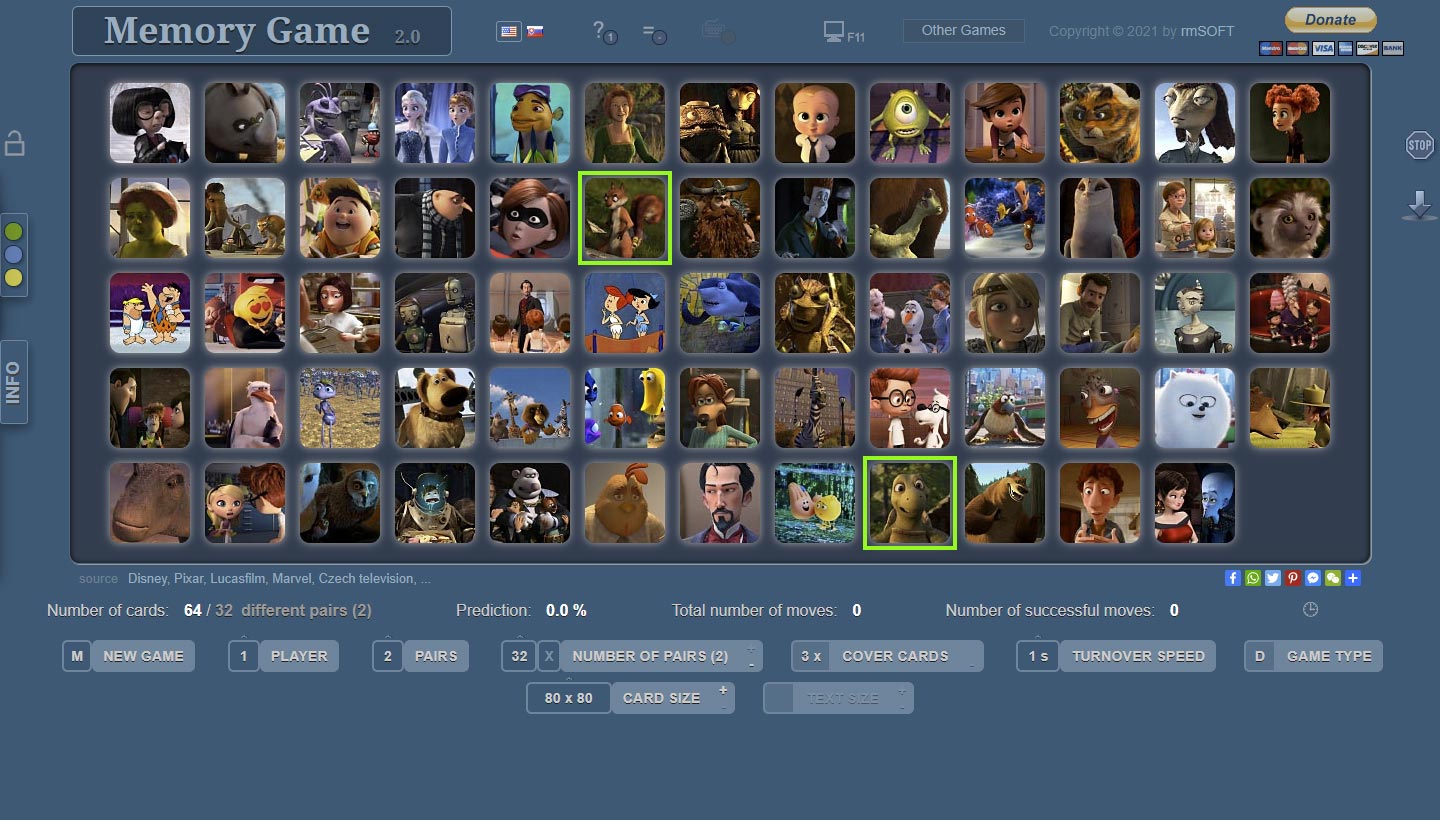 Memory Game 2.0
? 1
= -
F11
Other Games
Copyright © 2021 by rmSOFT
Donate
VISA
BANK
STOP
INFO
source Disney, Pixar, Lucasfilm, Marvel, Czech television, ...
Number of cards: 64 / 32 different pairs (2)
Prediction: 0.0 %
Total number of moves: 0
Number of successful moves: 0
M NEW GAME
1 PLAYER
2 PAIRS
32 X NUMBER OF PAIRS (2) + -
3 x COVER CARDS -
1 s TURNOVER SPEED
D GAME TYPE
80 x 80 CARD SIZE + -
TEXT SIZE + -